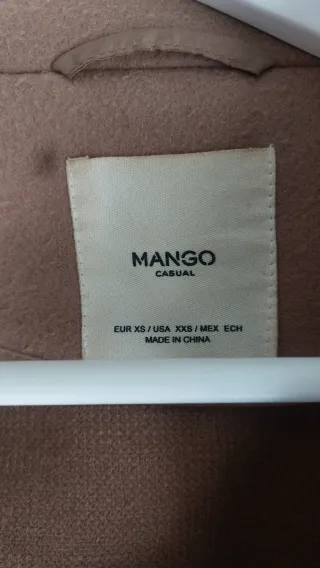 MANGO
CASUAL
EUR XS / USA XXS / MEX ECH
MADE IN CHINA